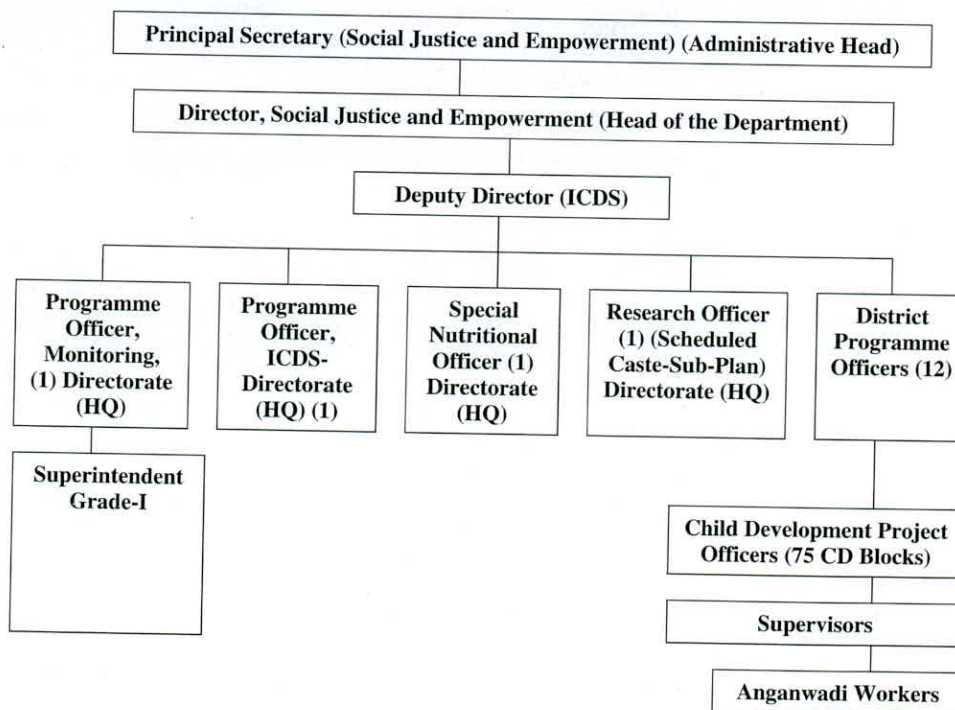 Principal Secretary (Social Justice and Empowerment) (Administrative Head)
Director, Social Justice and Empowerment (Head of the Department)
Deputy Director (ICDS)
Programme
Officer,
Monitoring,
(1) Directorate
(HQ)
Programme
Officer,
ICDS-
Directorate
(HQ) (1)
Special
Nutritional
Officer (1)
Directorate
(HQ)
Research Officer
(1) (Scheduled
Caste-Sub-Plan)
Directorate (HQ)
District
Programme
Officers (12)
Superintendent
Grade-I
Child Development Project
Officers (75 CD Blocks)
Supervisors
Anganwadi Workers